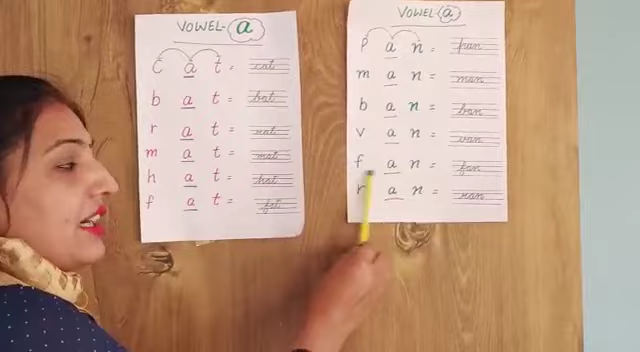 VOWEL- a
c a t = cat
b a t = bat
r a t = rat
m a t = mat
h a t = hat
f a t = fat
VOWEL a
p a n = pan
m a n = man
b a n = ban
v a n = van
f a n = fan
r a n = ran